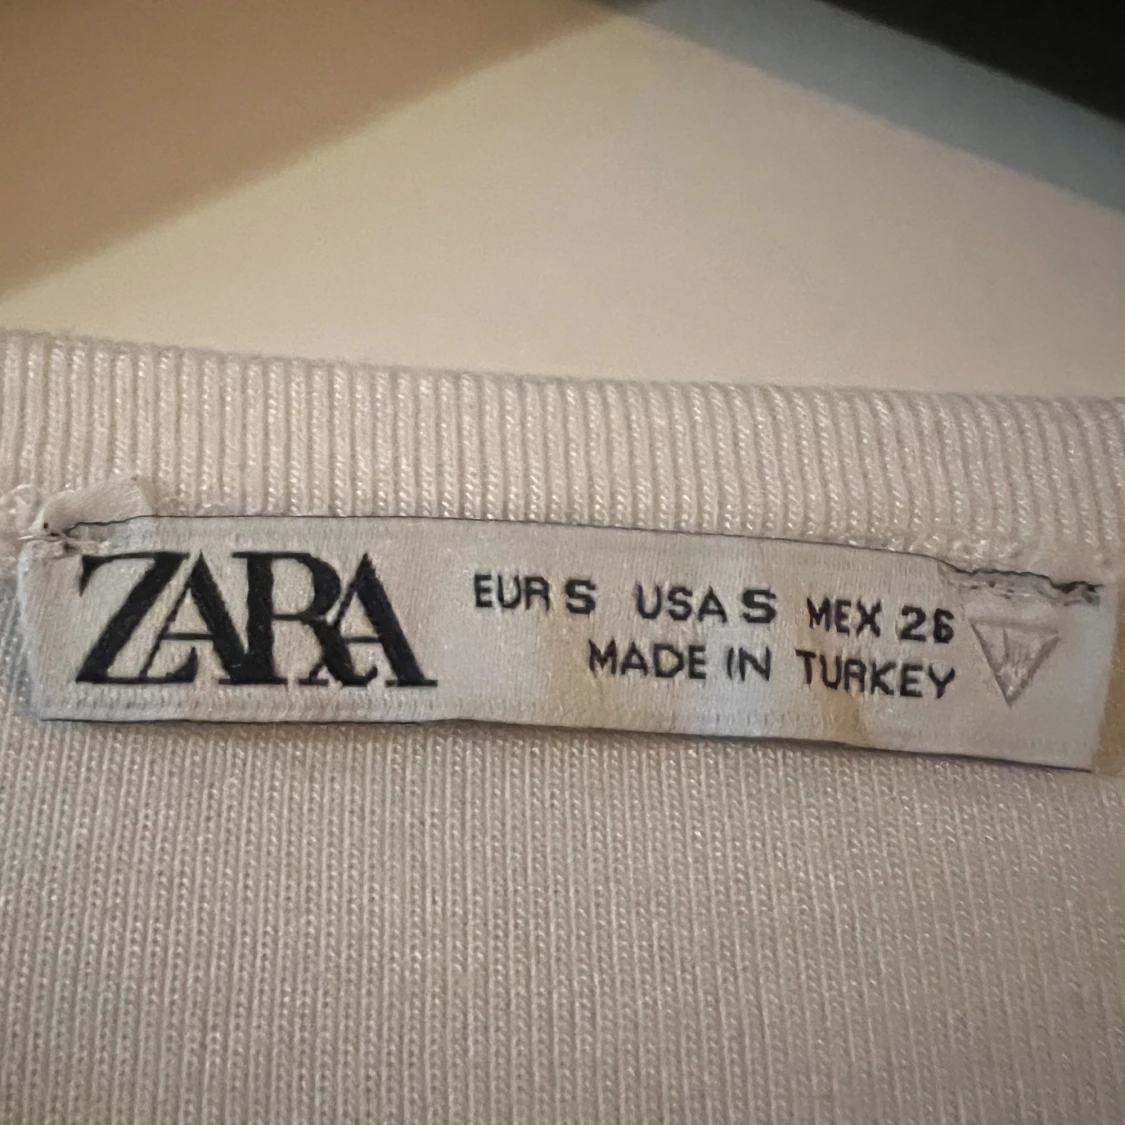 ZARA
EUR S USA S MEX 26
MADE IN TURKEY